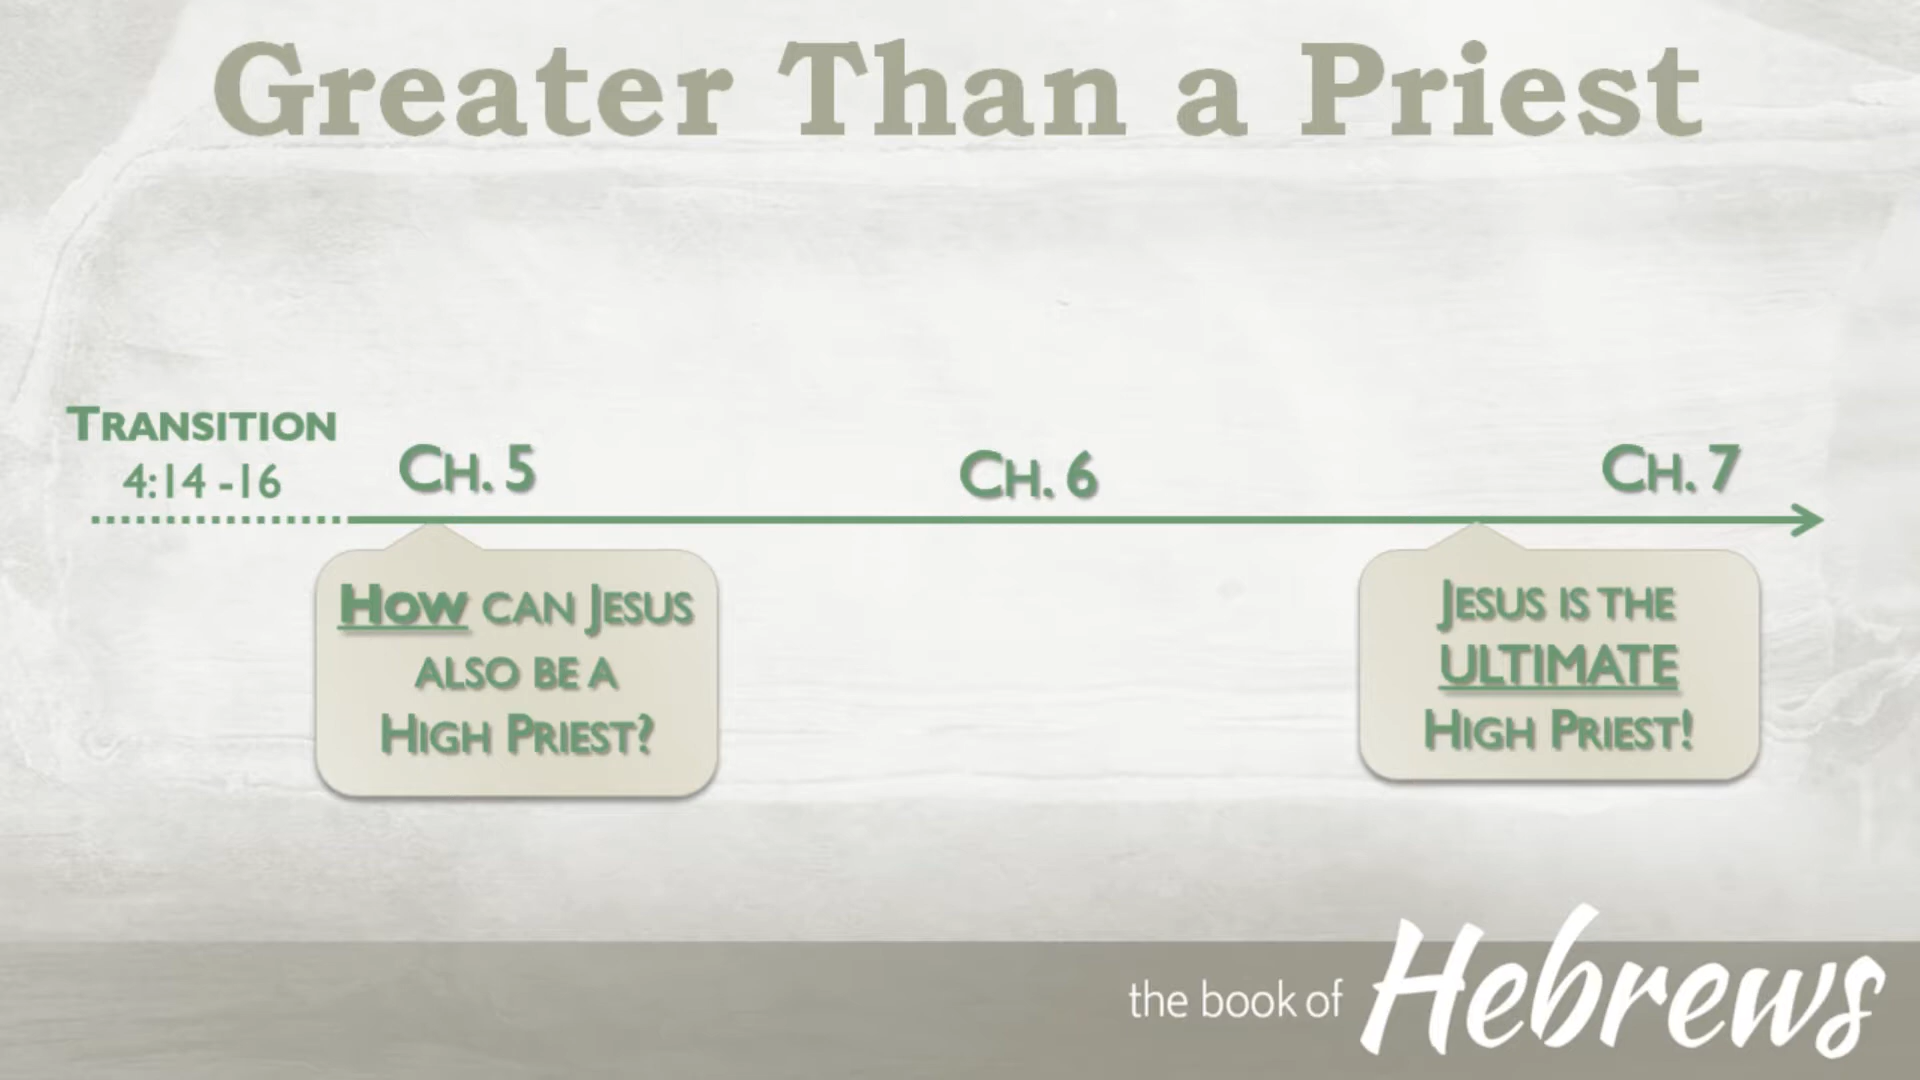 Greater Than a Priest
TRANSITION
4:14 -16
CH. 5
CH. 6
CH. 7
HOW CAN JESUS
ALSO BE A
HIGH PRIEST?
JESUS IS THE
ULTIMATE
HIGH PRIEST!
the book of Hebrews